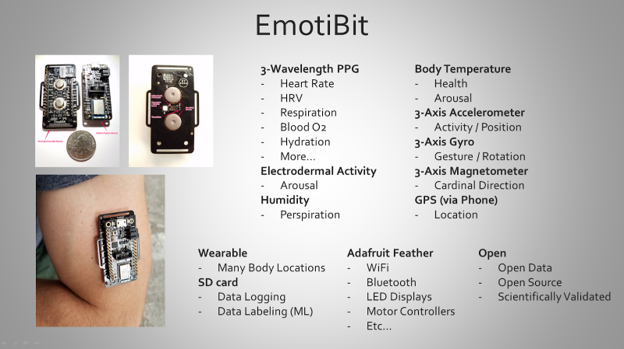 EmotiBit
3-Wavelength PPG
- Heart Rate
- HRV
- Respiration
- Blood O2
- Hydration
- More...
Electrodermal Activity
- Arousal
Humidity
- Perspiration
Body Temperature
- Health
- Arousal
3-Axis Accelerometer
- Activity / Position
3-Axis Gyro
- Gesture / Rotation
3-Axis Magnetometer
- Cardinal Direction
GPS (via Phone)
- Location
Wearable
- Many Body Locations
SD card
- Data Logging
- Data Labeling (ML)
Adafruit Feather
- WiFi
- Bluetooth
- LED Displays
- Motor Controllers
- Etc...
Open
- Open Data
- Open Source
- Scientifically Validated